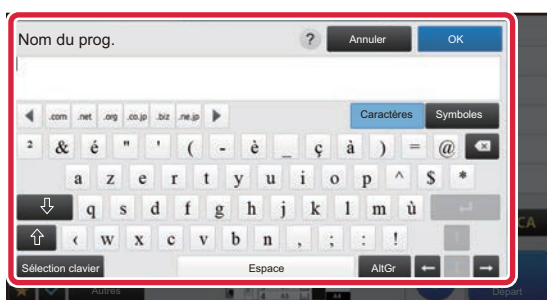 Nom du prog. ? Annuler OK
.com .net .org .co.jp .biz .ne.jp Caractères Symboles
² & é " ' ( - è _ ç à ) = @
a z e r t y u i o p ^ $ *
q s d f g h j k l m ù
< w x c v b n , ; : !
CA
Sélection clavier Espace AltGr
Autres Départ